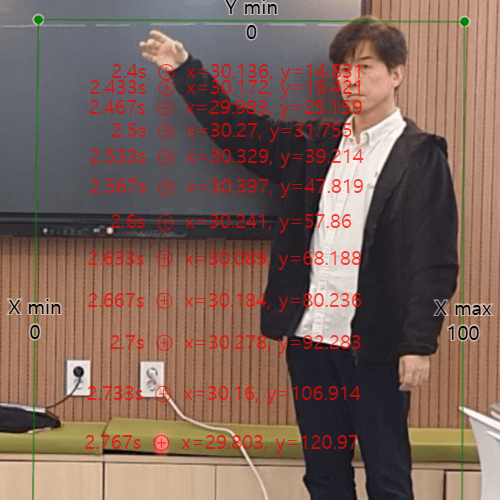 Y min
0
2.4s x=30.136, y=14.831
2.433s x=30.172, y=19.421
2.467s x=29.983, y=25.159
2.5s x=30.27, y=31.755
2.533s x=30.329, y=39.214
2.567s x=30.397, y=47.819
2.6s x=30.241, y=57.86
2.633s x=30.089, y=68.188
2.667s x=30.184, y=80.236
X min
0
X max
100
2.7s x=30.278, y=92.283
2.733s x=30.16, y=106.914
2.767s x=29.803, y=120.97